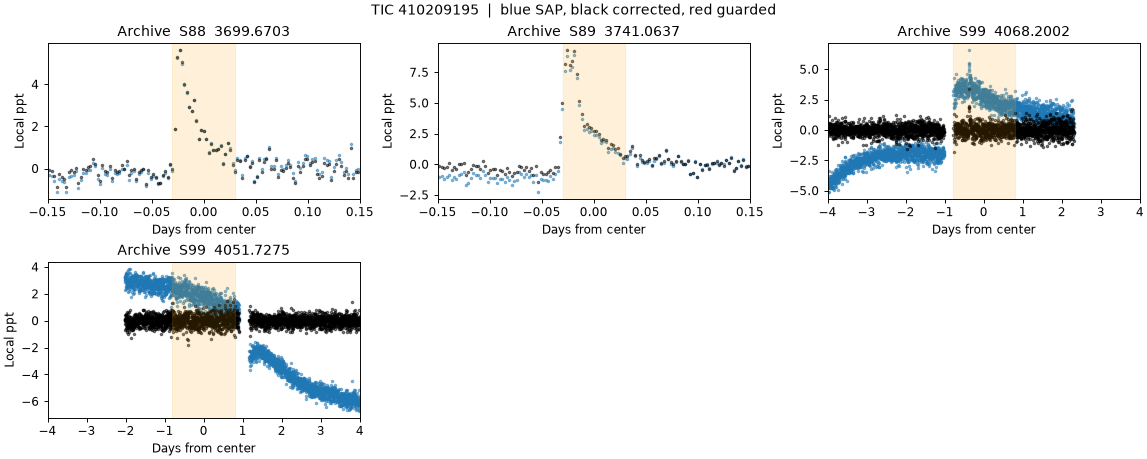 TIC 410209195 | blue SAP, black corrected, red guarded
Archive S88 3699.6703
Local ppt
4
2
0
−0.15 −0.10 −0.05 0.00 0.05 0.10 0.15
Days from center
Archive S89 3741.0637
Local ppt
7.5
5.0
2.5
0.0
−2.5
−0.15 −0.10 −0.05 0.00 0.05 0.10 0.15
Days from center
Archive S99 4068.2002
Local ppt
5.0
2.5
0.0
−2.5
−5.0
−4 −3 −2 −1 0 1 2 3 4
Days from center
Archive S99 4051.7275
Local ppt
4
2
0
−2
−4
−6
−4 −3 −2 −1 0 1 2 3 4
Days from center